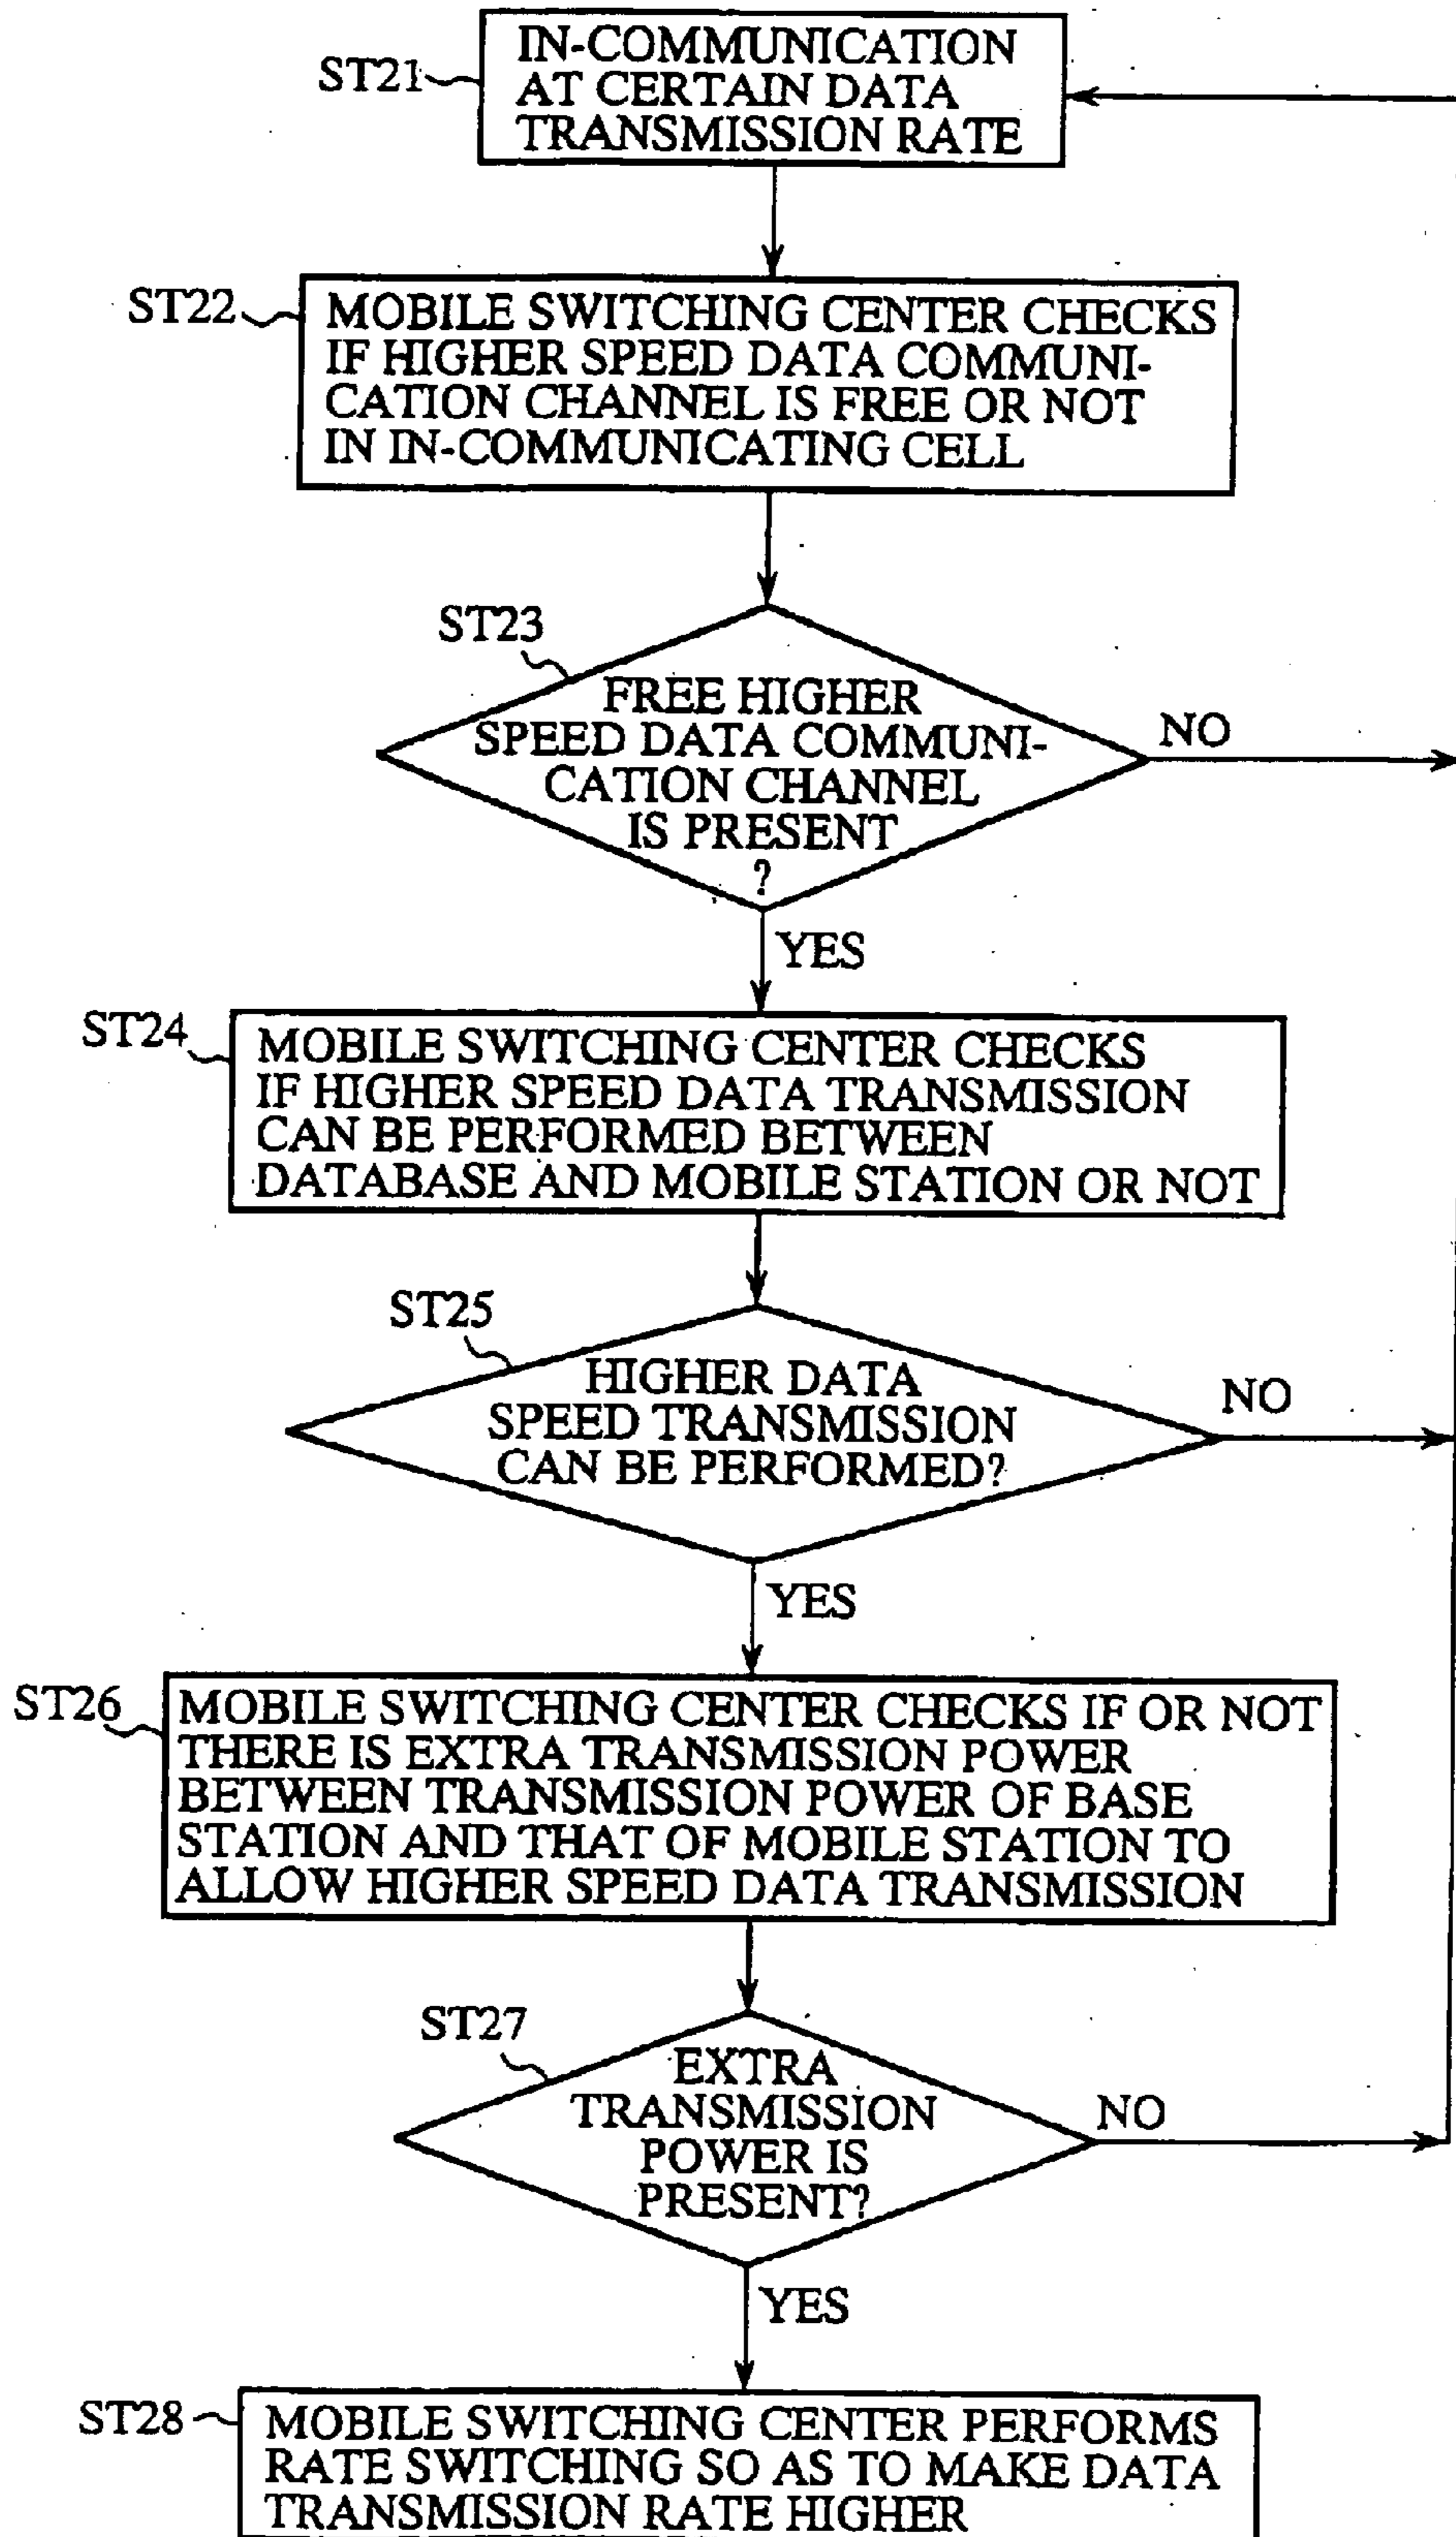 ST21
IN-COMMUNICATION
AT CERTAIN DATA
TRANSMISSION RATE
ST22
MOBILE SWITCHING CENTER CHECKS
IF HIGHER SPEED DATA COMMUNI-
CATION CHANNEL IS FREE OR NOT
IN IN-COMMUNICATING CELL
ST23
FREE HIGHER
SPEED DATA COMMUNI-
CATION CHANNEL
IS PRESENT
?
NO
YES
ST24
MOBILE SWITCHING CENTER CHECKS
IF HIGHER SPEED DATA TRANSMISSION
CAN BE PERFORMED BETWEEN
DATABASE AND MOBILE STATION OR NOT
ST25
HIGHER DATA
SPEED TRANSMISSION
CAN BE PERFORMED?
NO
YES
ST26
MOBILE SWITCHING CENTER CHECKS IF OR NOT
THERE IS EXTRA TRANSMISSION POWER
BETWEEN TRANSMISSION POWER OF BASE
STATION AND THAT OF MOBILE STATION TO
ALLOW HIGHER SPEED DATA TRANSMISSION
ST27
EXTRA
TRANSMISSION
POWER IS
PRESENT?
NO
YES
ST28
MOBILE SWITCHING CENTER PERFORMS
RATE SWITCHING SO AS TO MAKE DATA
TRANSMISSION RATE HIGHER